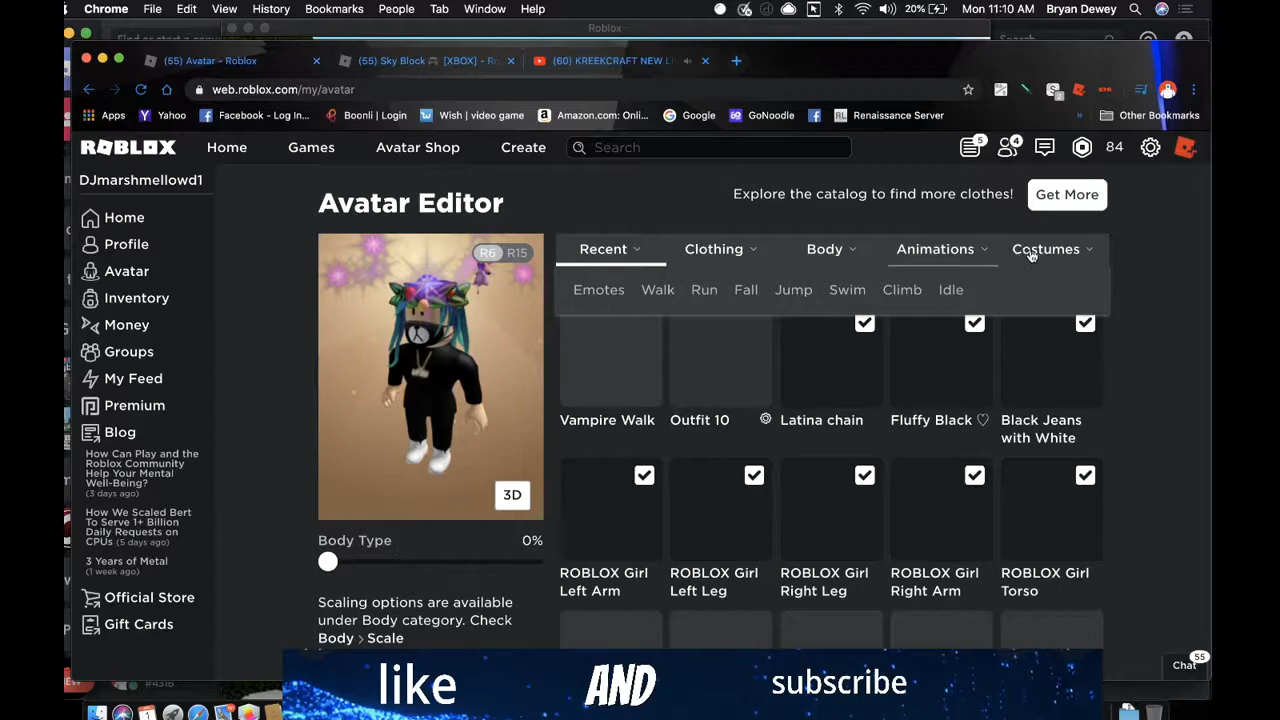 Chrome File Edit View History Bookmarks People Tab Window Help 20% Mon 11:10 AM Bryan Dewey
Roblox
(55) Avatar - Roblox (55) Sky Block [XBOX] - Ro (60) KREEKCRAFT NEW L
web.roblox.com/my/avatar
Apps Yahoo Facebook - Log In... Boonli | Login Wish | video game Amazon.com: Onli... Google GoNoodle Renaissance Server » Other Bookmarks
ROBLOX Home Games Avatar Shop Create Search 5 4 84
DJmarshmellowd1
Home
Profile
Avatar
Inventory
Money
Groups
My Feed
Premium
Blog
How Can Play and the
Roblox Community
Help Your Mental
Well-Being?
(3 days ago)
How We Scaled Bert
To Serve 1+ Billion
Daily Requests on
CPUs (5 days ago)
3 Years of Metal
(1 week ago)
Official Store
Gift Cards
Avatar Editor
Explore the catalog to find more clothes! Get More
R6 R15
3D
Body Type 0%
Scaling options are available
under Body category. Check
Body > Scale
Recent Clothing Body Animations Costumes
Emotes Walk Run Fall Jump Swim Climb Idle
Vampire Walk Outfit 10 Latina chain Fluffy Black ♡ Black Jeans
with White
ROBLOX Girl
Left Arm
ROBLOX Girl
Left Leg
ROBLOX Girl
Right Leg
ROBLOX Girl
Right Arm
ROBLOX Girl
Torso
Chat 55
like AND subscribe
#4316